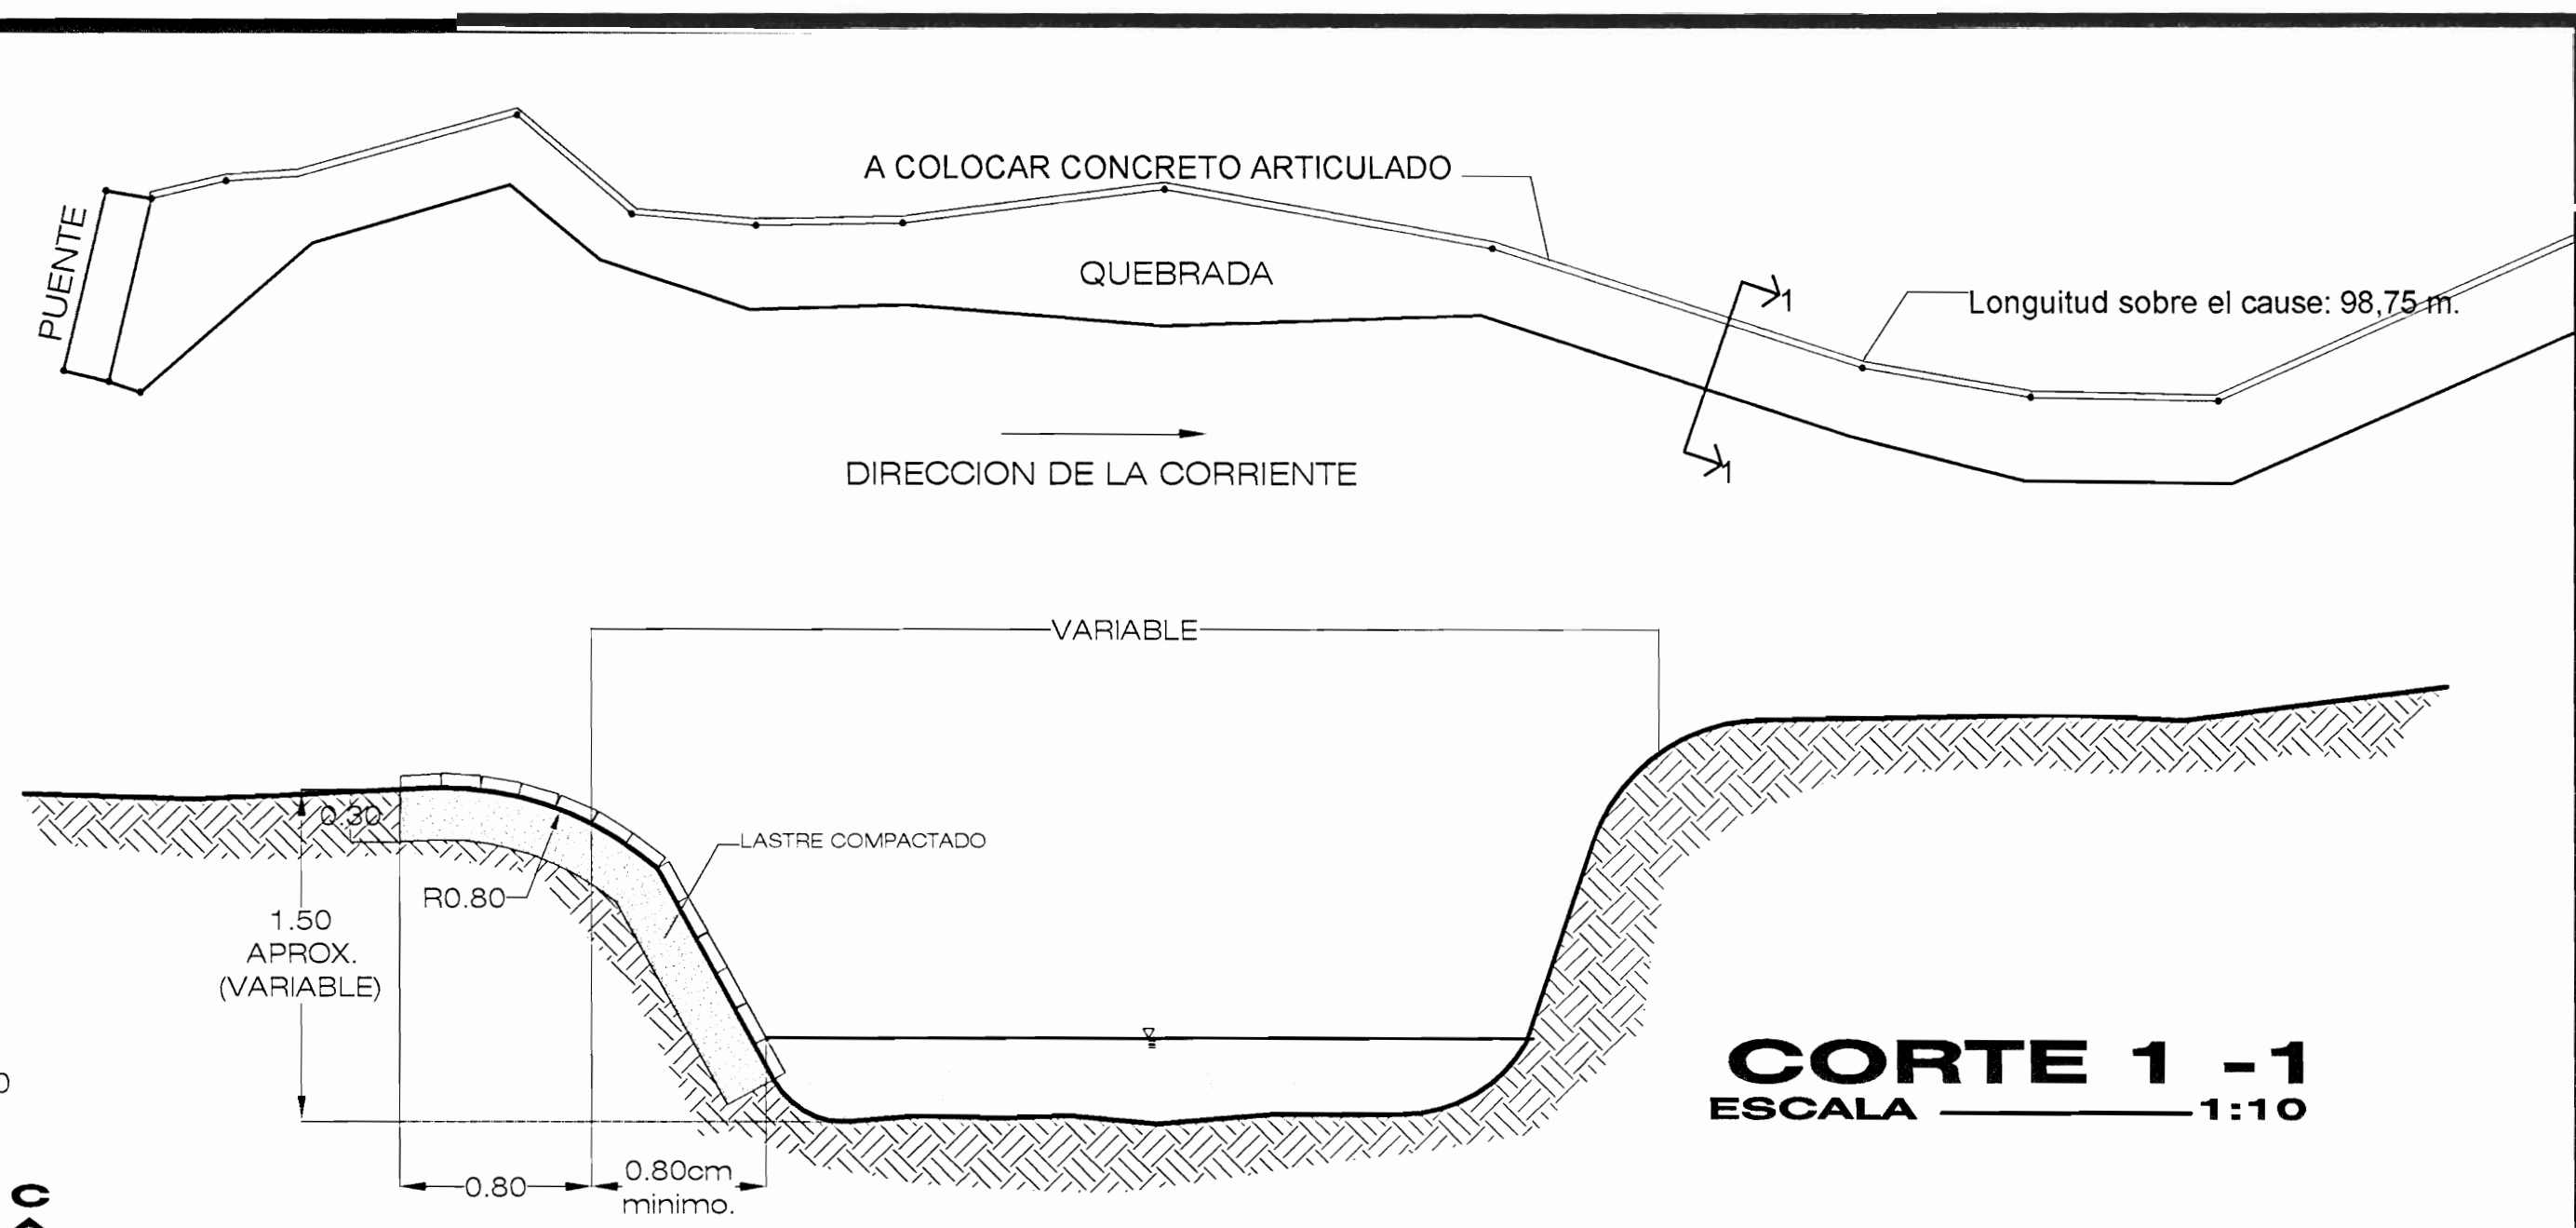 A COLOCAR CONCRETO ARTICULADO
PUENTE
QUEBRADA
1
Longuitud sobre el cause: 98,75 m.
1
DIRECCION DE LA CORRIENTE
VARIABLE
0.30
LASTRE COMPACTADO
R0.80
1.50
APROX.
(VARIABLE)
CORTE 1 -1
ESCALA 1:10
0.80
0.80cm
minimo.
C